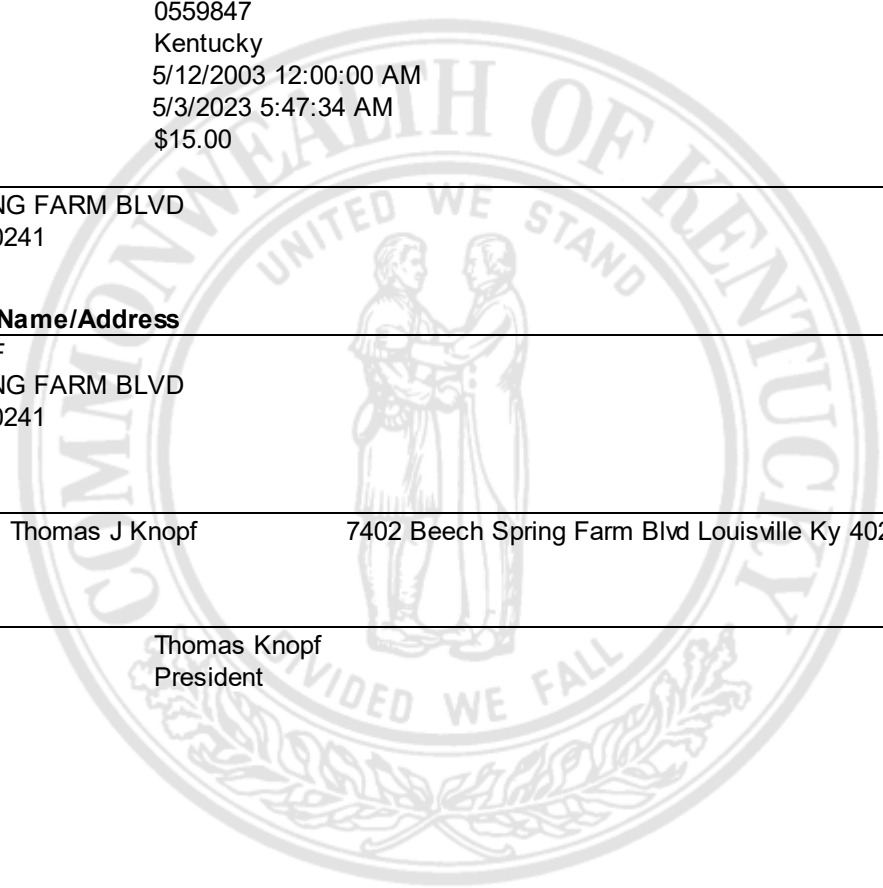 0559847
Kentucky
5/12/2003 12:00:00 AM
5/3/2023 5:47:34 AM
$15.00
NG FARM BLVD
0241
Name/Address
F
NG FARM BLVD
0241
Thomas J Knopf 7402 Beech Spring Farm Blvd Louisville Ky 402
Thomas Knopf
President
COMMONWEALTH OF KENTUCKY
UNITED WE STAND
DIVIDED WE FALL